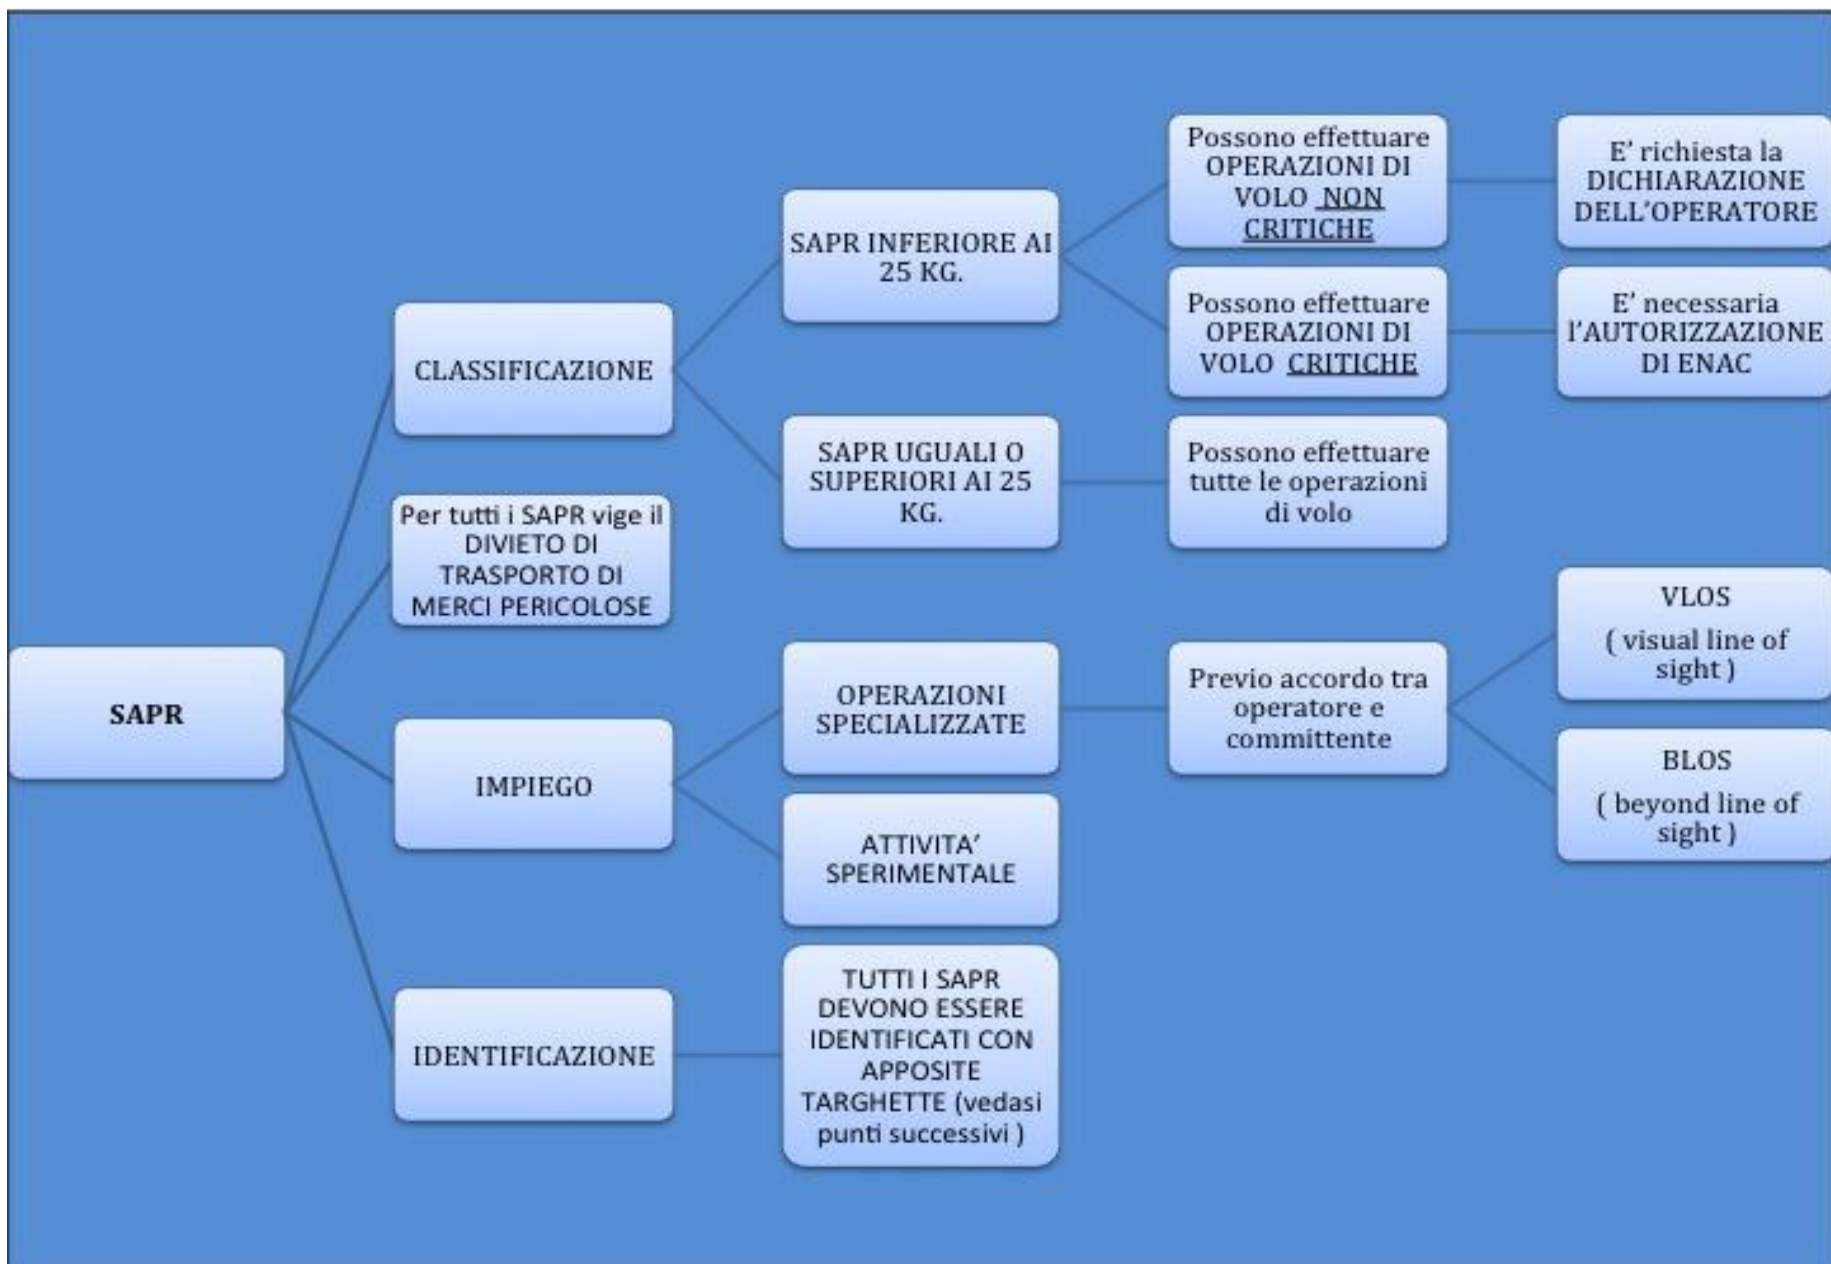 SAPR
CLASSIFICAZIONE
SAPR INFERIORE AI
25 KG.
Possono effettuare
OPERAZIONI DI
VOLO NON
CRITICHE
E' richiesta la
DICHIARAZIONE
DELL'OPERATORE
Possono effettuare
OPERAZIONI DI
VOLO CRITICHE
E' necessaria
l'AUTORIZZAZIONE
DI ENAC
SAPR UGUALI O
SUPERIORI AI 25
KG.
Possono effettuare
tutte le operazioni
di volo
Per tutti i SAPR vige il
DIVIETO DI
TRASPORTO DI
MERCI PERICOLOSE
IMPIEGO
OPERAZIONI
SPECIALIZZATE
Previo accordo tra
operatore e
committente
VLOS
( visual line of
sight )
BLOS
( beyond line of
sight )
ATTIVITA'
SPERIMENTALE
IDENTIFICAZIONE
TUTTI I SAPR
DEVONO ESSERE
IDENTIFICATI CON
APPOSITE
TARGHETTE (vedasi
punti successivi )